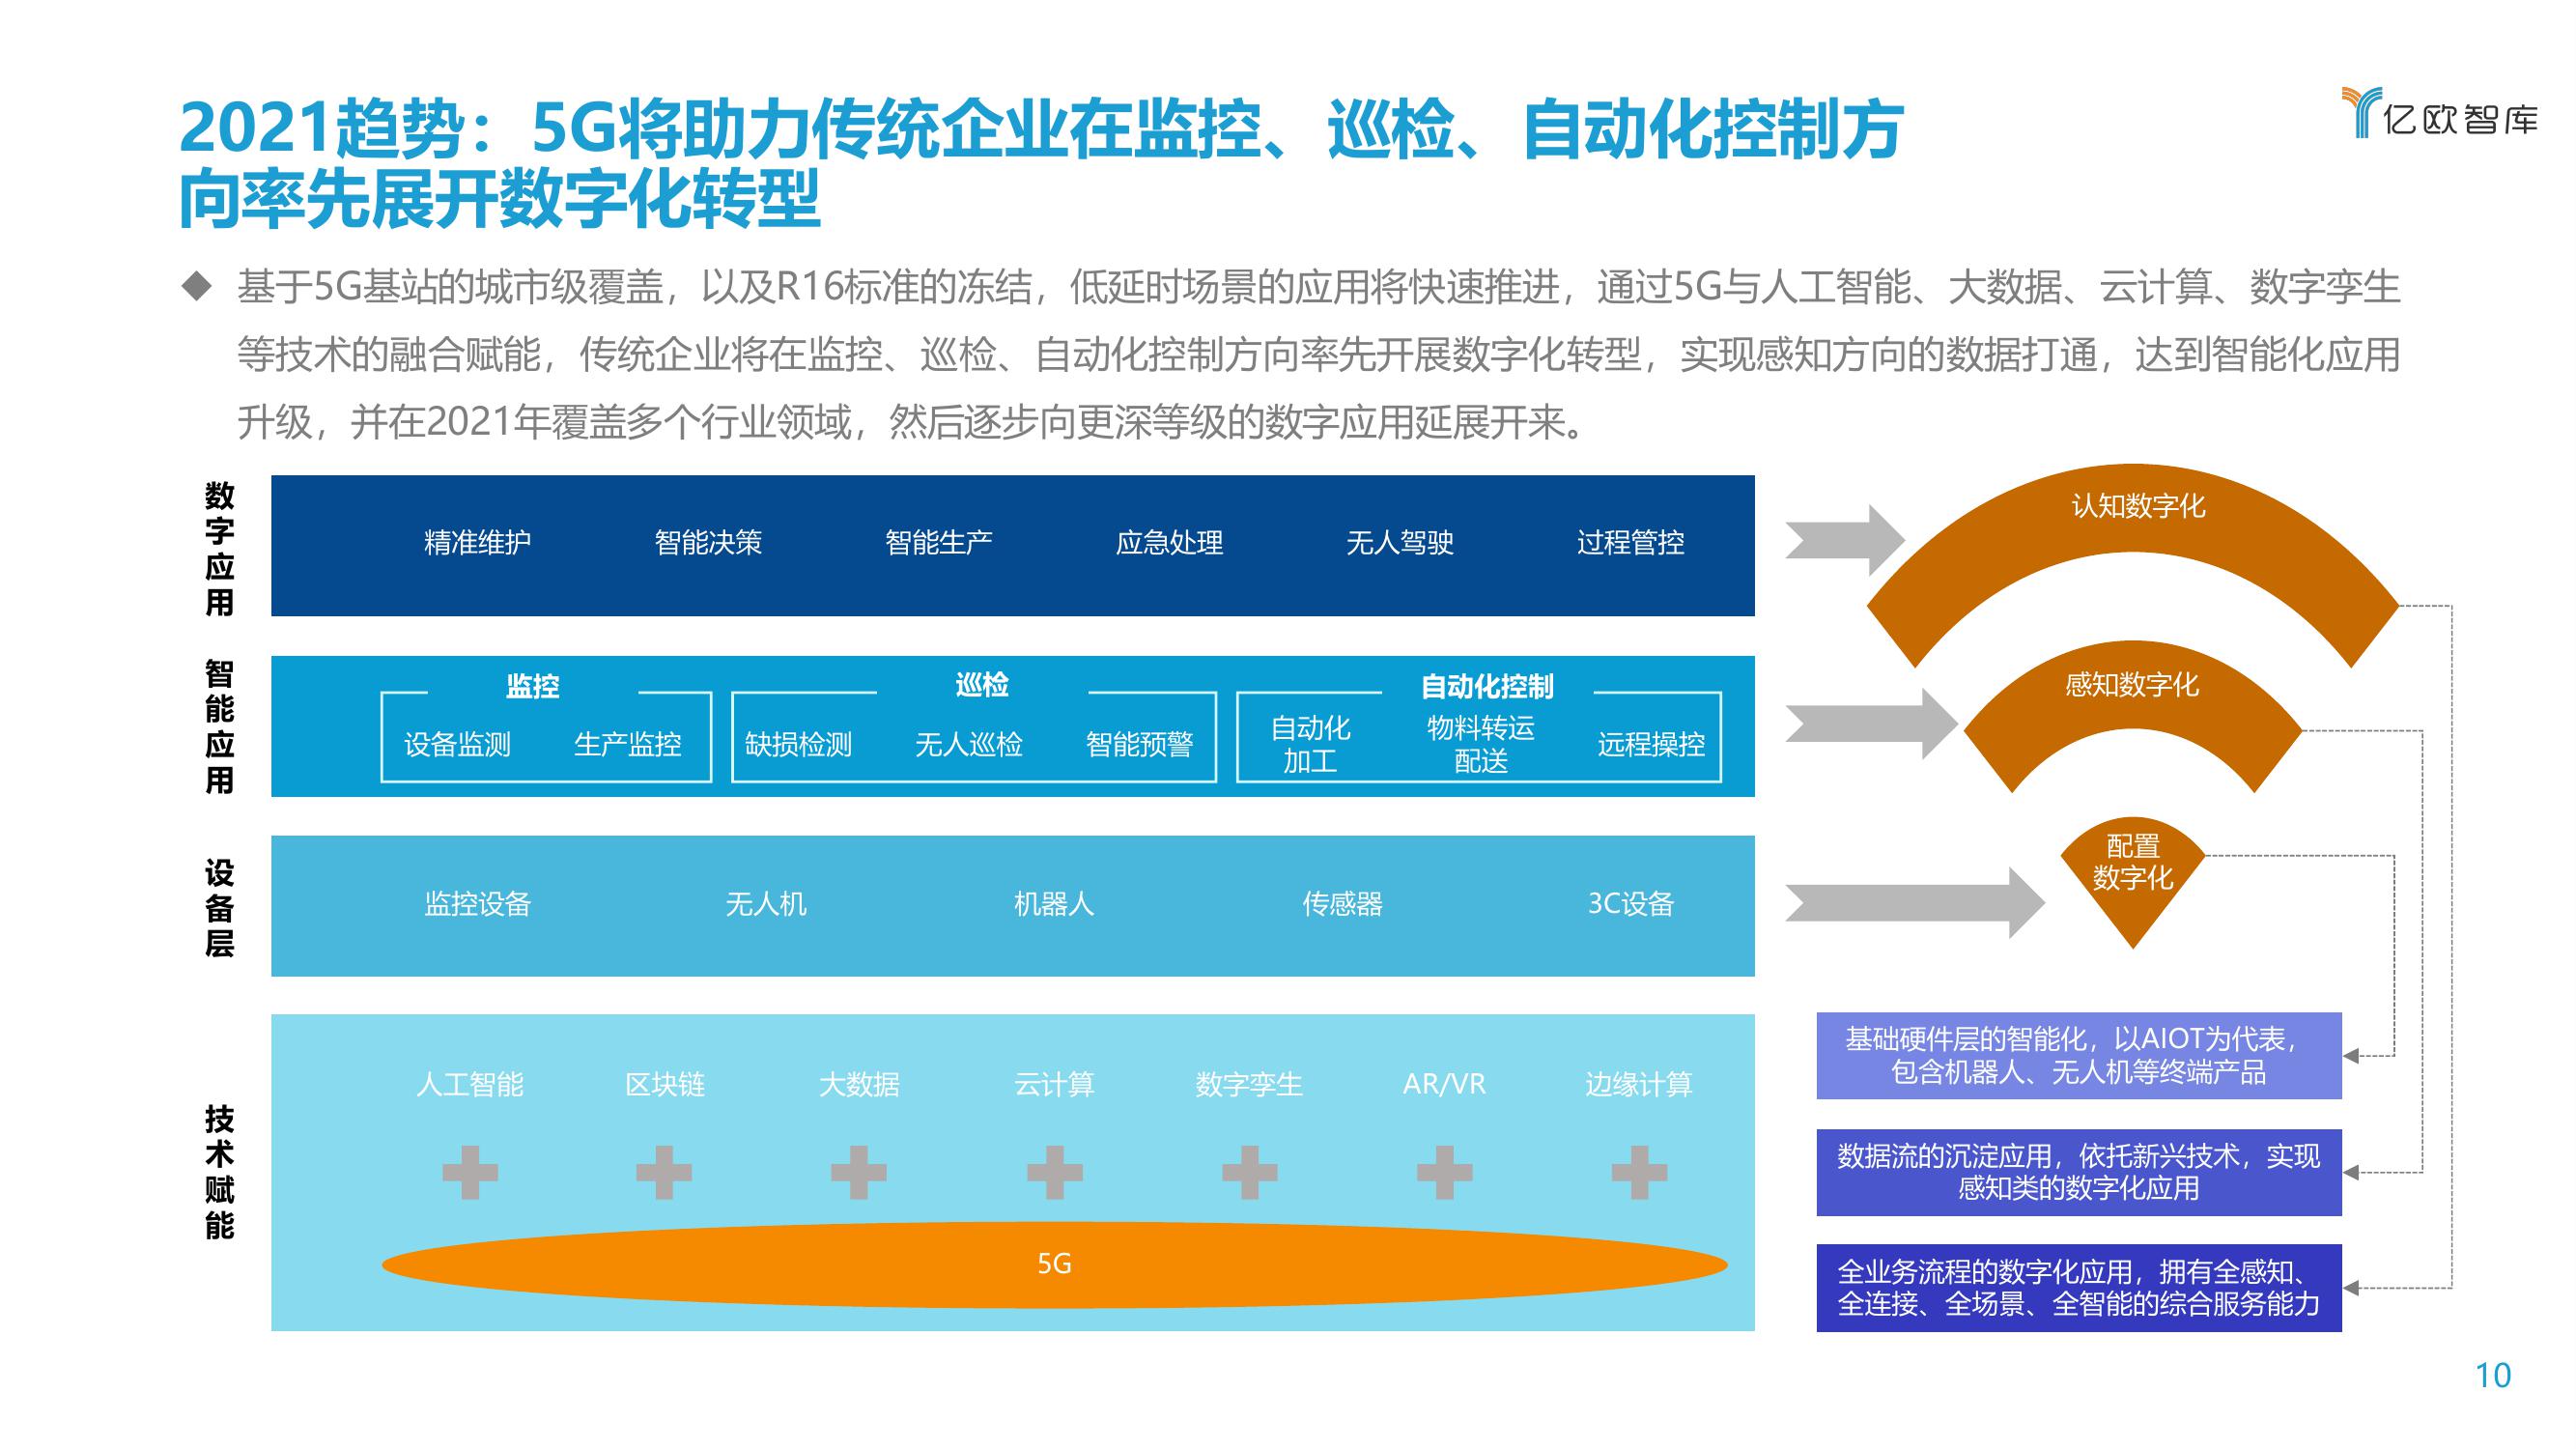 2021趋势：5G将助力传统企业在监控、巡检、自动化控制方
向率先展开数字化转型
亿欧智库
◆ 基于5G基站的城市级覆盖，以及R16标准的冻结，低延时场景的应用将快速推进，通过5G与人工智能、大数据、云计算、数字孪生
等技术的融合赋能，传统企业将在监控、巡检、自动化控制方向率先开展数字化转型，实现感知方向的数据打通，达到智能化应用
升级，并在2021年覆盖多个行业领域，然后逐步向更深等级的数字应用延展开来。
数字应用
精准维护 智能决策 智能生产 应急处理 无人驾驶 过程管控
认知数字化
智能应用
监控 巡检 自动化控制
设备监测 生产监控 缺损检测 无人巡检 智能预警 自动化 物料转运 远程操控
加工 配送
感知数字化
设备层
监控设备 无人机 机器人 传感器 3C设备
配置
数字化
技术赋能
人工智能 区块链 大数据 云计算 数字孪生 AR/VR 边缘计算
5G
基础硬件层的智能化，以AIOT为代表，
包含机器人、无人机等终端产品
数据流的沉淀应用，依托新兴技术，实现
感知类的数字化应用
全业务流程的数字化应用，拥有全感知、
全连接、全场景、全智能的综合服务能力
10